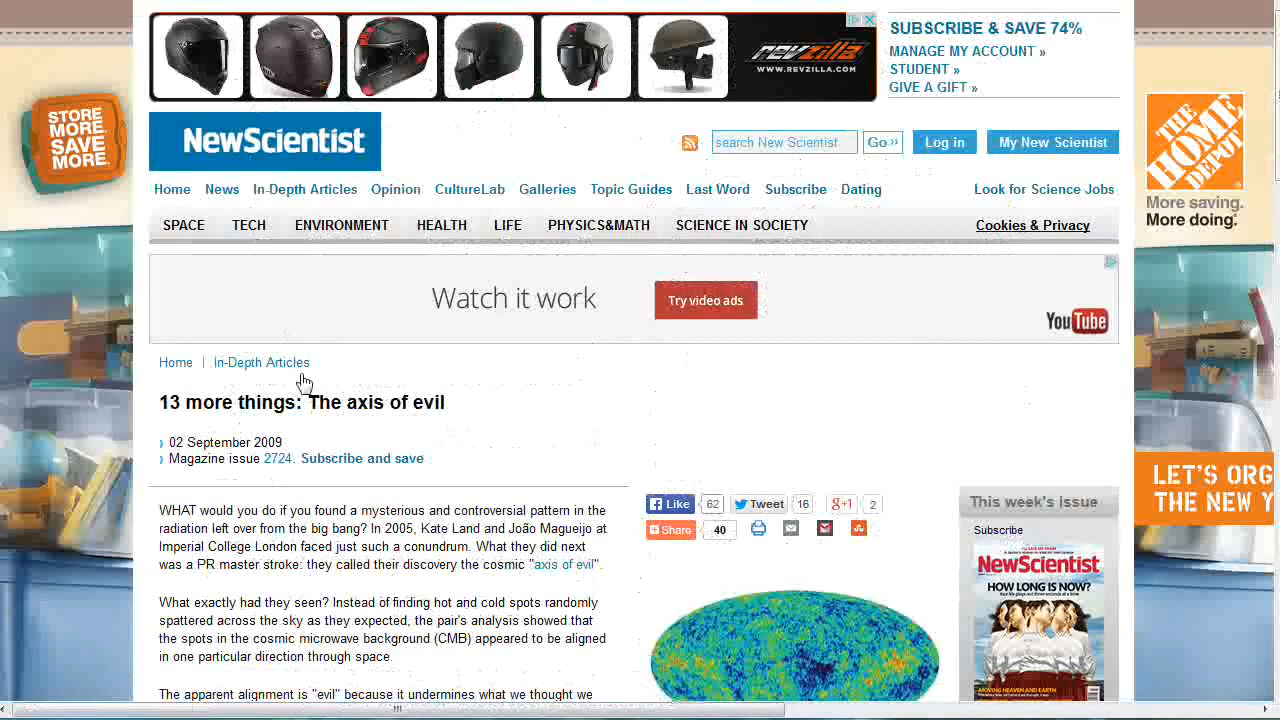 REVZILLA
WWW.REVZILLA.COM
SUBSCRIBE & SAVE 74%
MANAGE MY ACCOUNT »
STUDENT »
GIVE A GIFT »
STORE
MORE.
SAVE
MORE.
THE HOME DEPOT
More saving.
More doing.
NewScientist
search New Scientist
Go ››
Log in
My New Scientist
Home News In-Depth Articles Opinion CultureLab Galleries Topic Guides Last Word Subscribe Dating Look for Science Jobs
SPACE TECH ENVIRONMENT HEALTH LIFE PHYSICS&MATH SCIENCE IN SOCIETY Cookies & Privacy
Watch it work
Try video ads
YouTube
Home | In-Depth Articles
13 more things: The axis of evil
02 September 2009
Magazine issue 2724. Subscribe and save
WHAT would you do if you found a mysterious and controversial pattern in the
radiation left over from the big bang? In 2005, Kate Land and João Magueijo at
Imperial College London faced just such a conundrum. What they did next
was a PR master stroke: they called their discovery the cosmic "axis of evil".
What exactly had they seen? Instead of finding hot and cold spots randomly
spattered across the sky as they expected, the pair's analysis showed that
the spots in the cosmic microwave background (CMB) appeared to be aligned
in one particular direction through space.
The apparent alignment is "evil" because it undermines what we thought we
Like 62 Tweet 16 g+1 2
Share 40
This week's issue
Subscribe
NewScientist
HOW LONG IS NOW?
MOVING HEAVEN AND EARTH
LET'S ORG
THE NEW Y